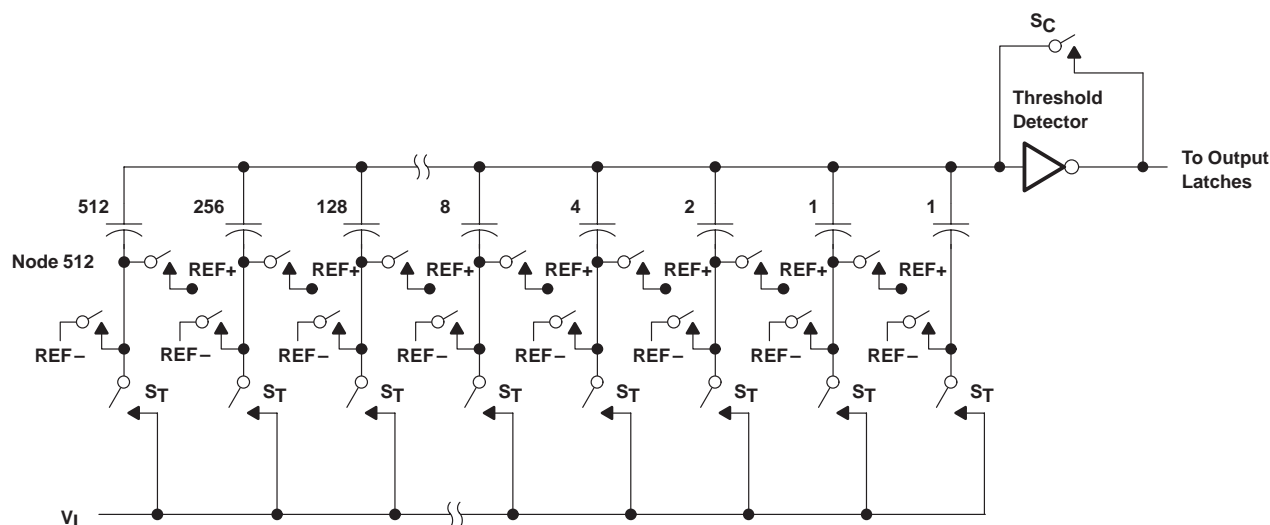 SC
Threshold
Detector
To Output
Latches
512 256 128 8 4 2 1 1
Node 512
REF+ REF+ REF+ REF+ REF+ REF+ REF+
REF– REF– REF– REF– REF– REF– REF–
ST ST ST ST ST ST ST ST
VI